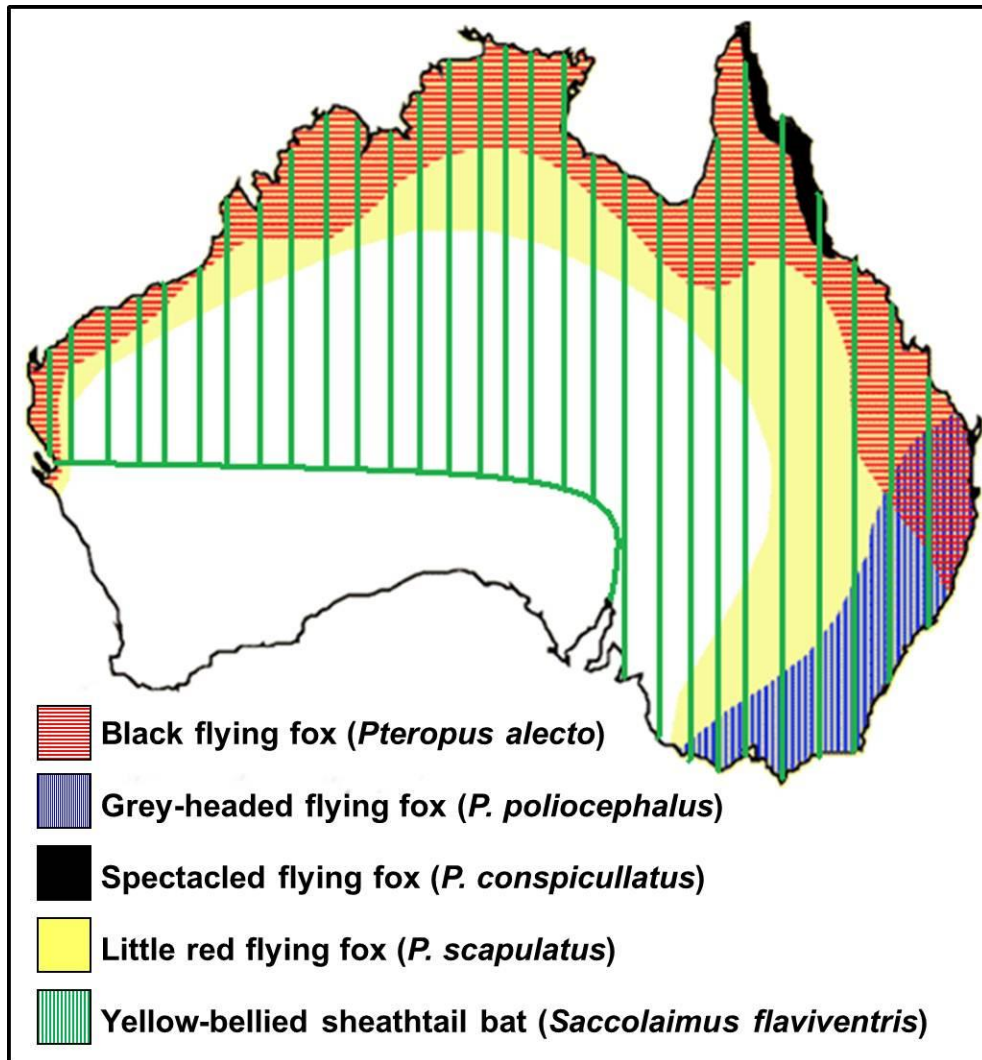 Black flying fox (Pteropus alecto)
Grey-headed flying fox (P. poliocephalus)
Spectacled flying fox (P. conspicullatus)
Little red flying fox (P. scapulatus)
Yellow-bellied sheathtail bat (Saccolaimus flaviventris)